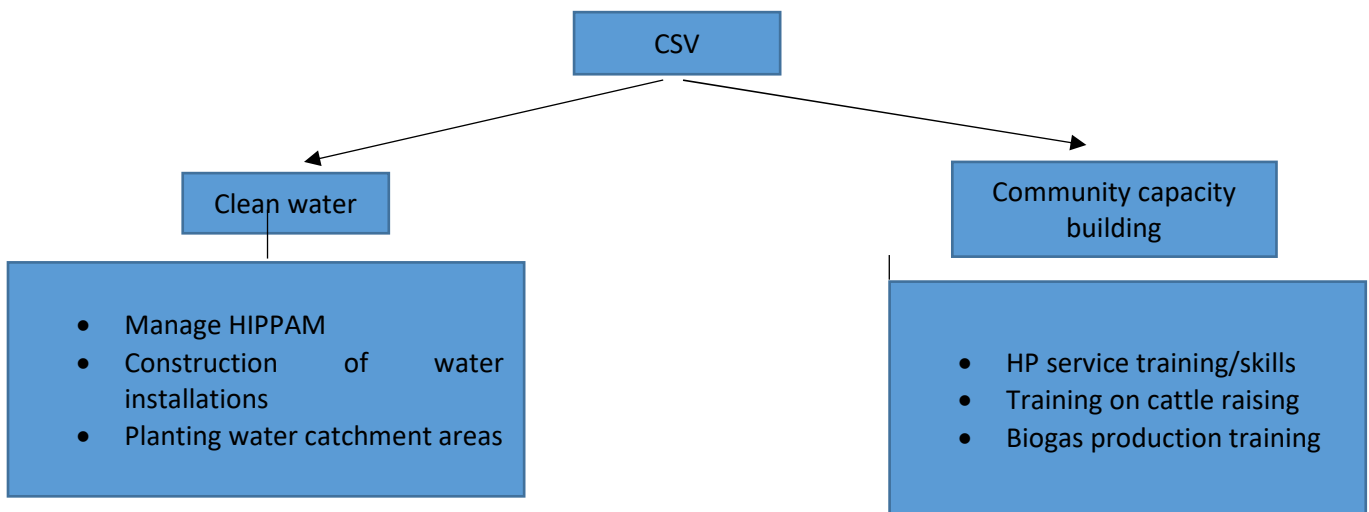 CSV
Clean water
Community capacity
building
• Manage HIPPAM
• Construction of water
installations
• Planting water catchment areas
• HP service training/skills
• Training on cattle raising
• Biogas production training